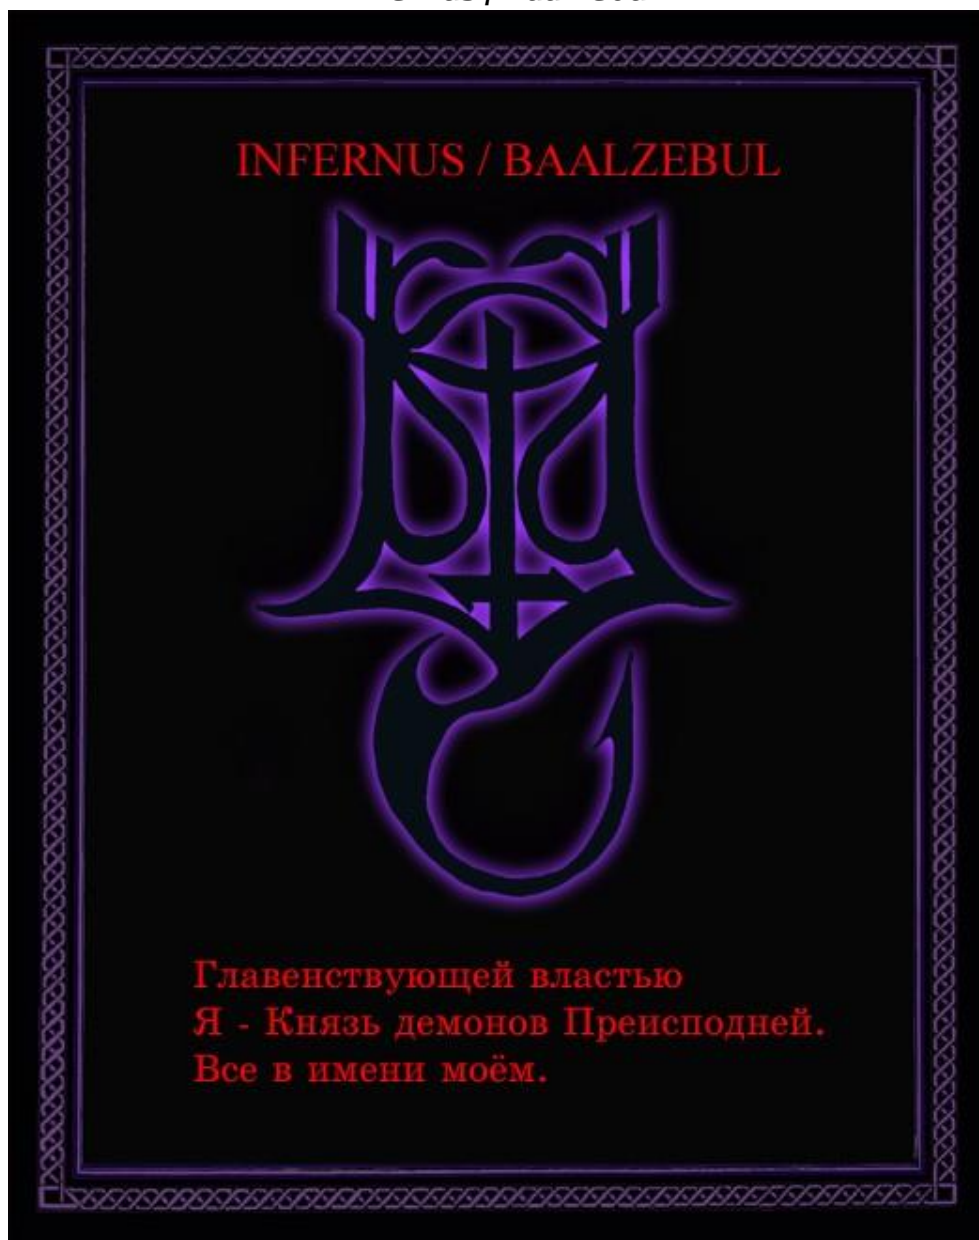 INFERNUS / BAALZEBUL
Главенствующей властью
Я - Князь демонов Преисподней.
Все в имени моём.